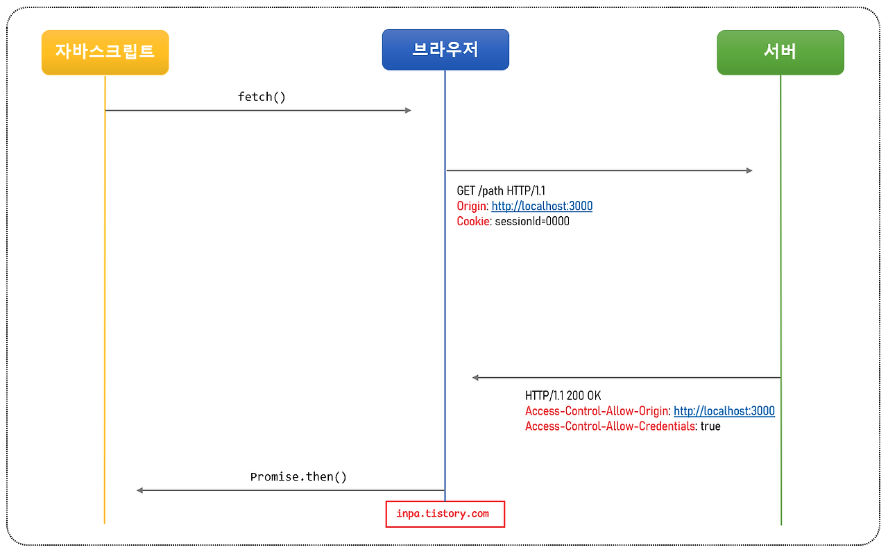 자바스크립트
브라우저
서버
fetch()
GET /path HTTP/1.1
Origin: http://localhost:3000
Cookie: sessionId=0000
HTTP/1.1 200 OK
Access-Control-Allow-Origin: http://localhost:3000
Access-Control-Allow-Credentials: true
Promise.then()
inpa.tistory.com